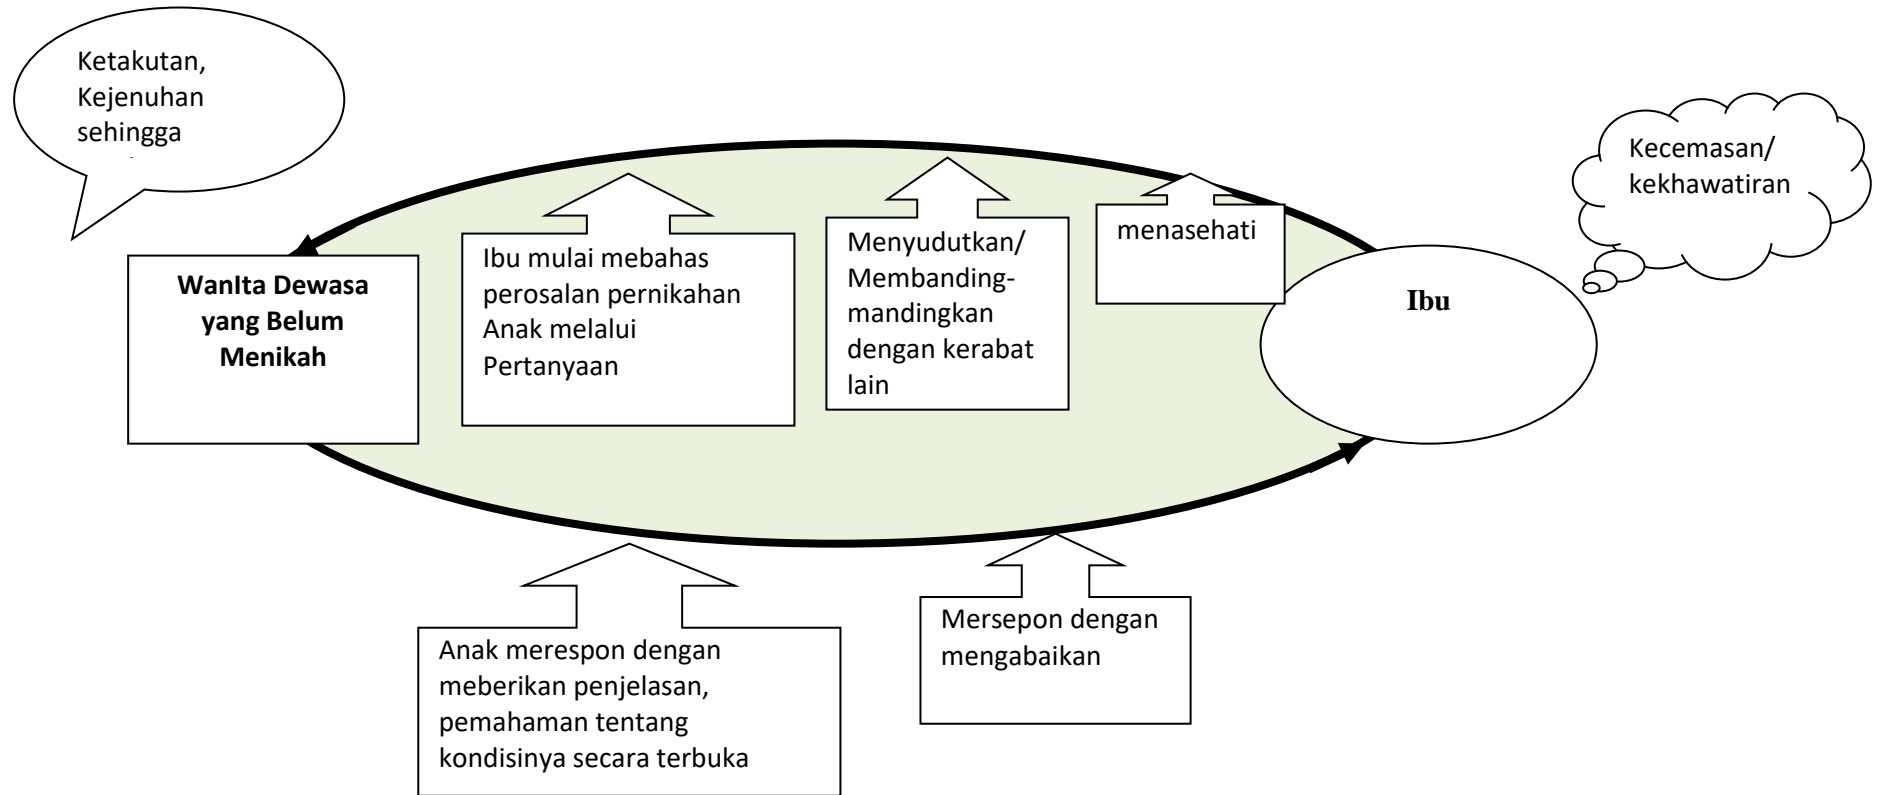 Ketakutan,
Kejenuhan
sehingga
Kecemasan/
kekhawatiran
WanIta Dewasa
yang Belum
Menikah
Ibu mulai mebahas
perosalan pernikahan
Anak melalui
Pertanyaan
Menyudutkan/
Membanding-
mandingkan
dengan kerabat
lain
menasehati
Ibu
Anak merespon dengan
meberikan penjelasan,
pemahaman tentang
kondisinya secara terbuka
Mersepon dengan
mengabaikan